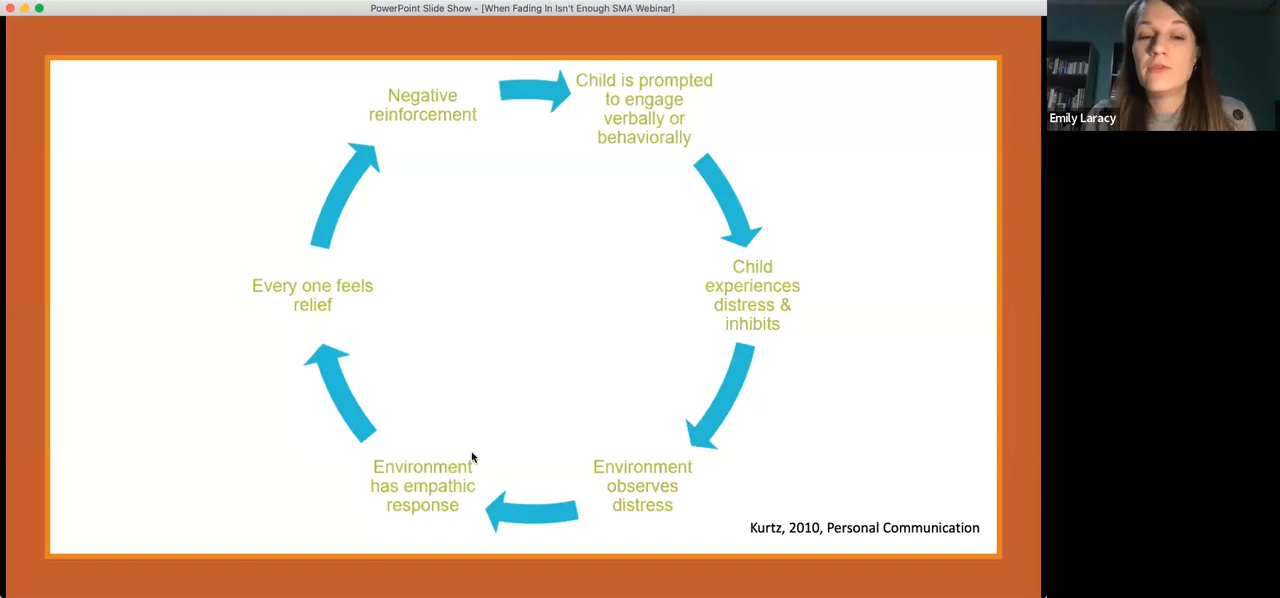 PowerPoint Slide Show - [When Fading In Isn't Enough SMA Webinar]
Emily Laracy
Negative
reinforcement
Child is prompted
to engage
verbally or
behaviorally
Child
experiences
distress &
inhibits
Environment
observes
distress
Environment
has empathic
response
Every one feels
relief
Kurtz, 2010, Personal Communication